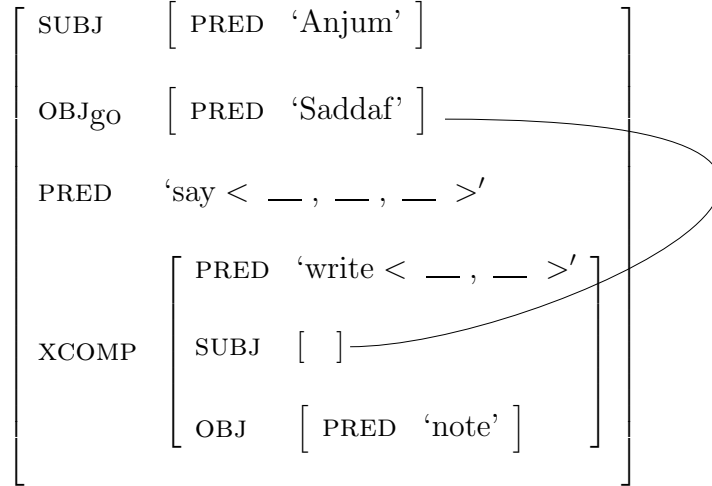 SUBJ [ PRED ‘Anjum’ ]
OBJgo [ PRED ‘Saddaf’ ]
PRED ‘say < __ , __ , __ >′
PRED ‘write < __ , __ >′
XCOMP SUBJ [ ]
OBJ [ PRED ‘note’ ]